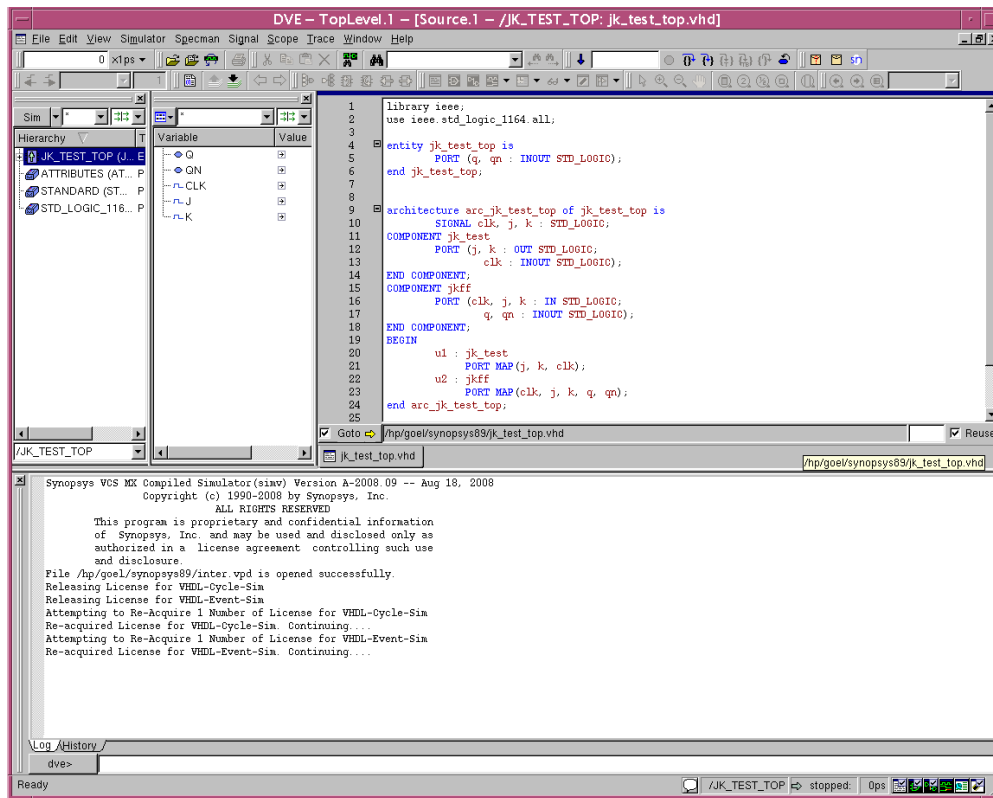 DVE – TopLevel.1 – [Source.1 – /JK_TEST_TOP: jk_test_top.vhd]
File Edit View Simulator Specman Signal Scope Trace Window Help
0 x1ps
1
Sim * *
Hierarchy T
JK_TEST_TOP (J... E
ATTRIBUTES (AT... P
STANDARD (ST... P
STD_LOGIC_116... P
/JK_TEST_TOP
Variable Value
Q
QN
CLK
J
K
1 library ieee;
2 use ieee.std_logic_1164.all;
3
4 entity jk_test_top is
5 PORT (q, qn : INOUT STD_LOGIC);
6 end jk_test_top;
7
8
9 architecture arc_jk_test_top of jk_test_top is
10 SIGNAL clk, j, k : STD_LOGIC;
11 COMPONENT jk_test
12 PORT (j, k : OUT STD_LOGIC;
13 clk : INOUT STD_LOGIC);
14 END COMPONENT;
15 COMPONENT jkff
16 PORT (clk, j, k : IN STD_LOGIC;
17 q, qn : INOUT STD_LOGIC);
18 END COMPONENT;
19 BEGIN
20 u1 : jk_test
21 PORT MAP(j, k, clk);
22 u2 : jkff
23 PORT MAP(clk, j, k, q, qn);
24 end arc_jk_test_top;
25
Goto /hp/goel/synopsys89/jk_test_top.vhd Reuse
jk_test_top.vhd
/hp/goel/synopsys89/jk_test_top.vhd
Synopsys VCS MX Compiled Simulator(simv) Version A-2008.09 -- Aug 18, 2008
Copyright (c) 1990-2008 by Synopsys, Inc.
ALL RIGHTS RESERVED
This program is proprietary and confidential information
of Synopsys, Inc. and may be used and disclosed only as
authorized in a license agreement controlling such use
and disclosure.
File /hp/goel/synopsys89/inter.vpd is opened successfully.
Releasing License for VHDL-Cycle-Sim
Releasing License for VHDL-Event-Sim
Attempting to Re-Acquire 1 Number of License for VHDL-Cycle-Sim
Re-acquired License for VHDL-Cycle-Sim. Continuing....
Attempting to Re-Acquire 1 Number of License for VHDL-Event-Sim
Re-acquired License for VHDL-Event-Sim. Continuing....
Log History
dve>
Ready /JK_TEST_TOP stopped: 0ps